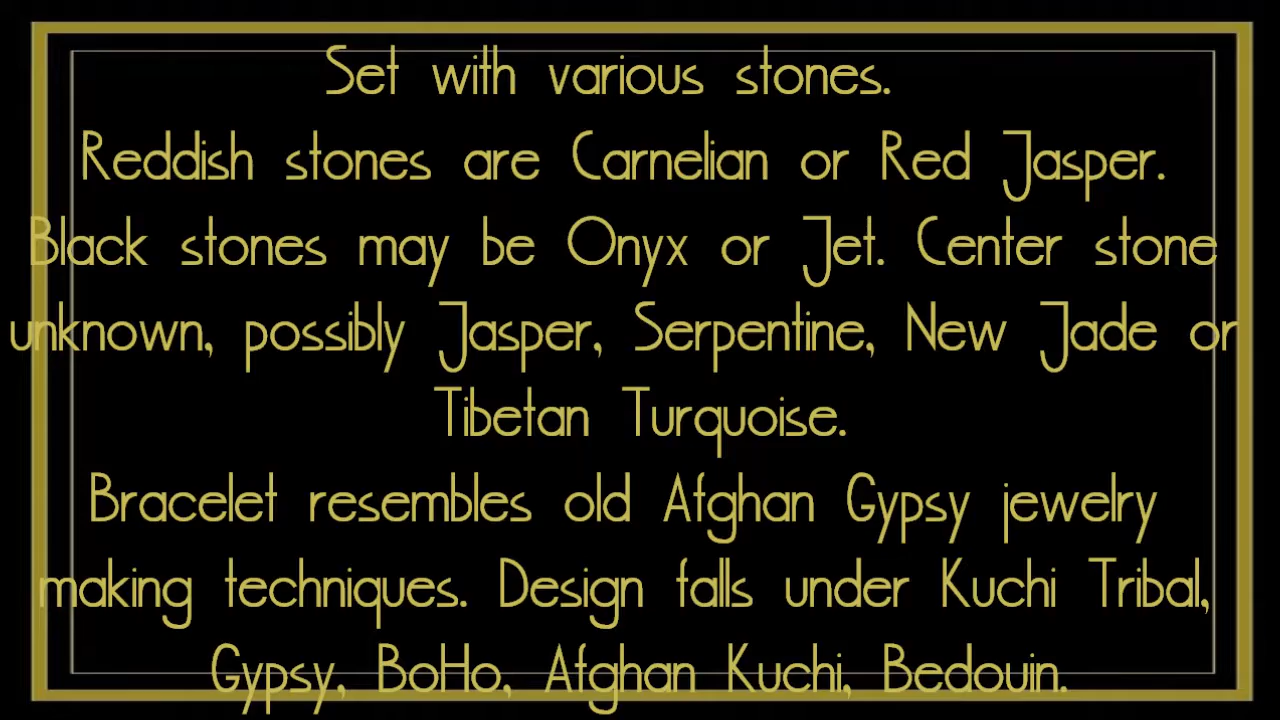 Set with various stones.
Reddish stones are Carnelian or Red Jasper.
Black stones may be Onyx or Jet. Center stone
unknown, possibly Jasper, Serpentine, New Jade or
Tibetan Turquoise.
Bracelet resembles old Afghan Gypsy jewelry
making techniques. Design falls under Kuchi Tribal,
Gypsy, BoHo, Afghan Kuchi, Bedouin.